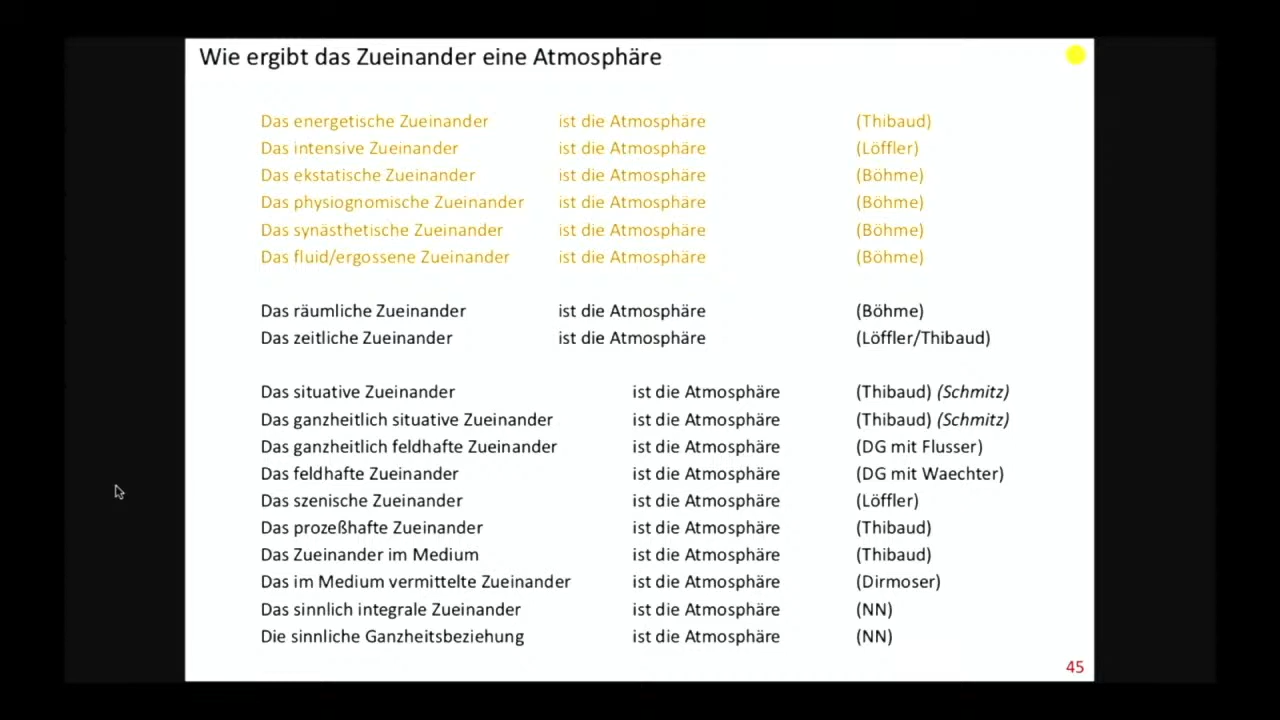 Wie ergibt das Zueinander eine Atmosphäre
Das energetische Zueinander ist die Atmosphäre (Thibaud)
Das intensive Zueinander ist die Atmosphäre (Löffler)
Das ekstatische Zueinander ist die Atmosphäre (Böhme)
Das physiognomische Zueinander ist die Atmosphäre (Böhme)
Das synästhetische Zueinander ist die Atmosphäre (Böhme)
Das fluid/ergossene Zueinander ist die Atmosphäre (Böhme)
Das räumliche Zueinander ist die Atmosphäre (Böhme)
Das zeitliche Zueinander ist die Atmosphäre (Löffler/Thibaud)
Das situative Zueinander ist die Atmosphäre (Thibaud) (Schmitz)
Das ganzheitlich situative Zueinander ist die Atmosphäre (Thibaud) (Schmitz)
Das ganzheitlich feldhafte Zueinander ist die Atmosphäre (DG mit Flusser)
Das feldhafte Zueinander ist die Atmosphäre (DG mit Waechter)
Das szenische Zueinander ist die Atmosphäre (Löffler)
Das prozeßhafte Zueinander ist die Atmosphäre (Thibaud)
Das Zueinander im Medium ist die Atmosphäre (Thibaud)
Das im Medium vermittelte Zueinander ist die Atmosphäre (Dirmoser)
Das sinnlich integrale Zueinander ist die Atmosphäre (NN)
Die sinnliche Ganzheitsbeziehung ist die Atmosphäre (NN)
45